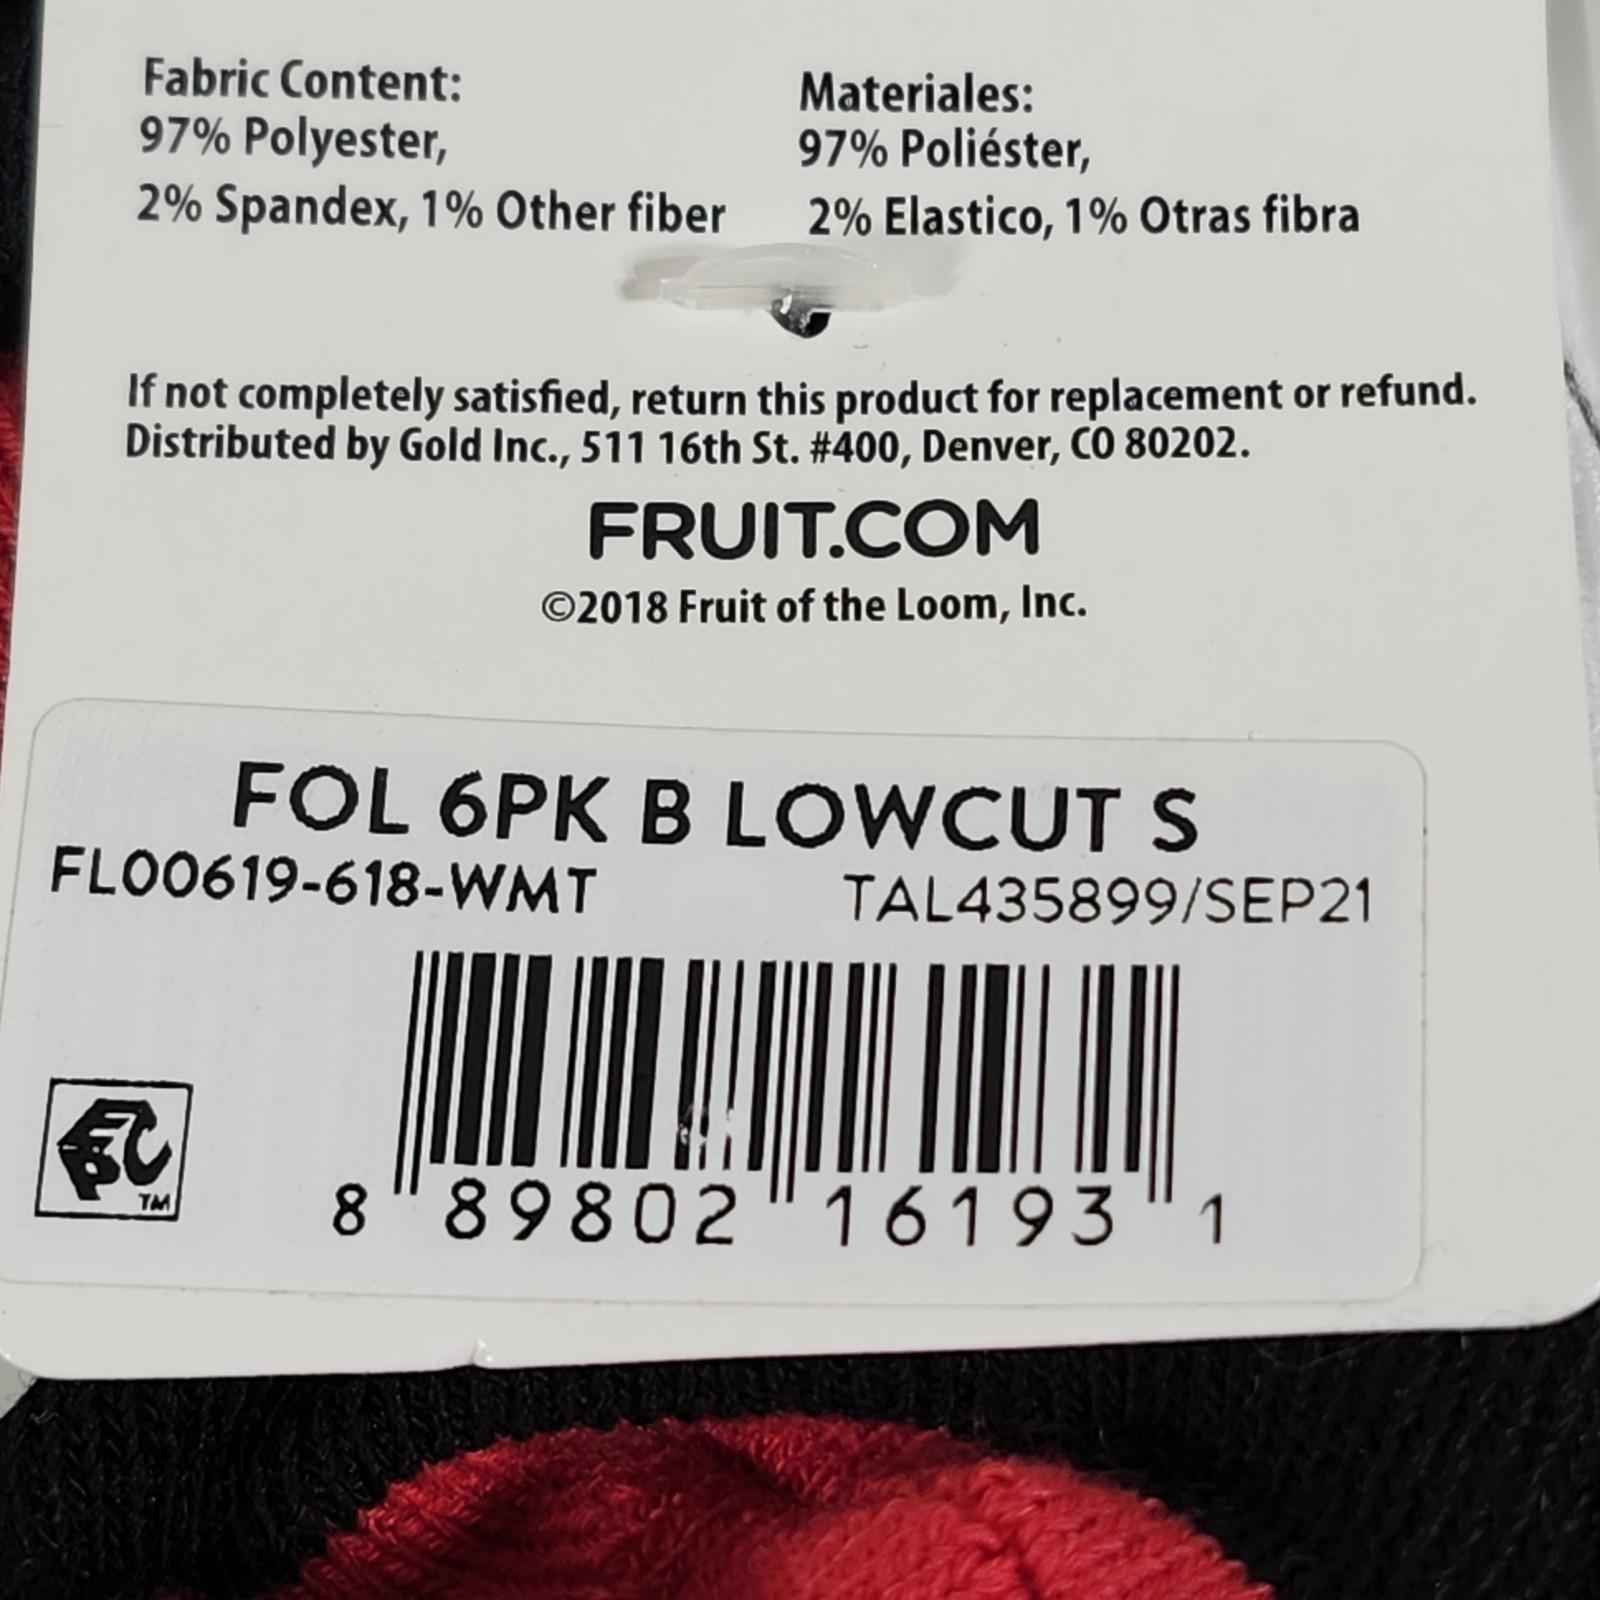 Fabric Content:
97% Polyester,
2% Spandex, 1% Other fiber
Materiales:
97% Poliéster,
2% Elastico, 1% Otras fibra
If not completely satisfied, return this product for replacement or refund.
Distributed by Gold Inc., 511 16th St. #400, Denver, CO 80202.
FRUIT.COM
©2018 Fruit of the Loom, Inc.
FOL 6PK B LOWCUT S
FL00619-618-WMT
TAL435899/SEP21
EPC TM
8 89802 16193 1